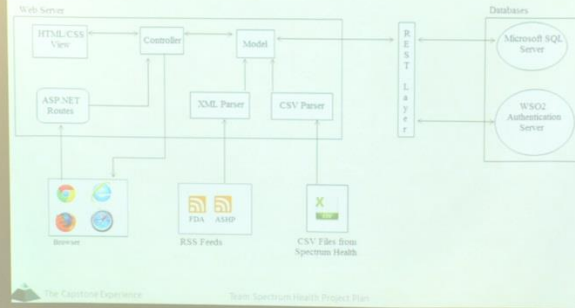 Web Server
Databases
HTML/CSS
View
Controller
Model
R
E
S
T
L
a
y
e
r
Microsoft SQL
Server
ASP.NET
Routes
XML Parser
CSV Parser
WSO2
Authentication
Server
FDA
ASHP
X
Browser
RSS Feeds
CSV Files from
Spectrum Health
The Capstone Experience
Team Spectrum Health Project Plan